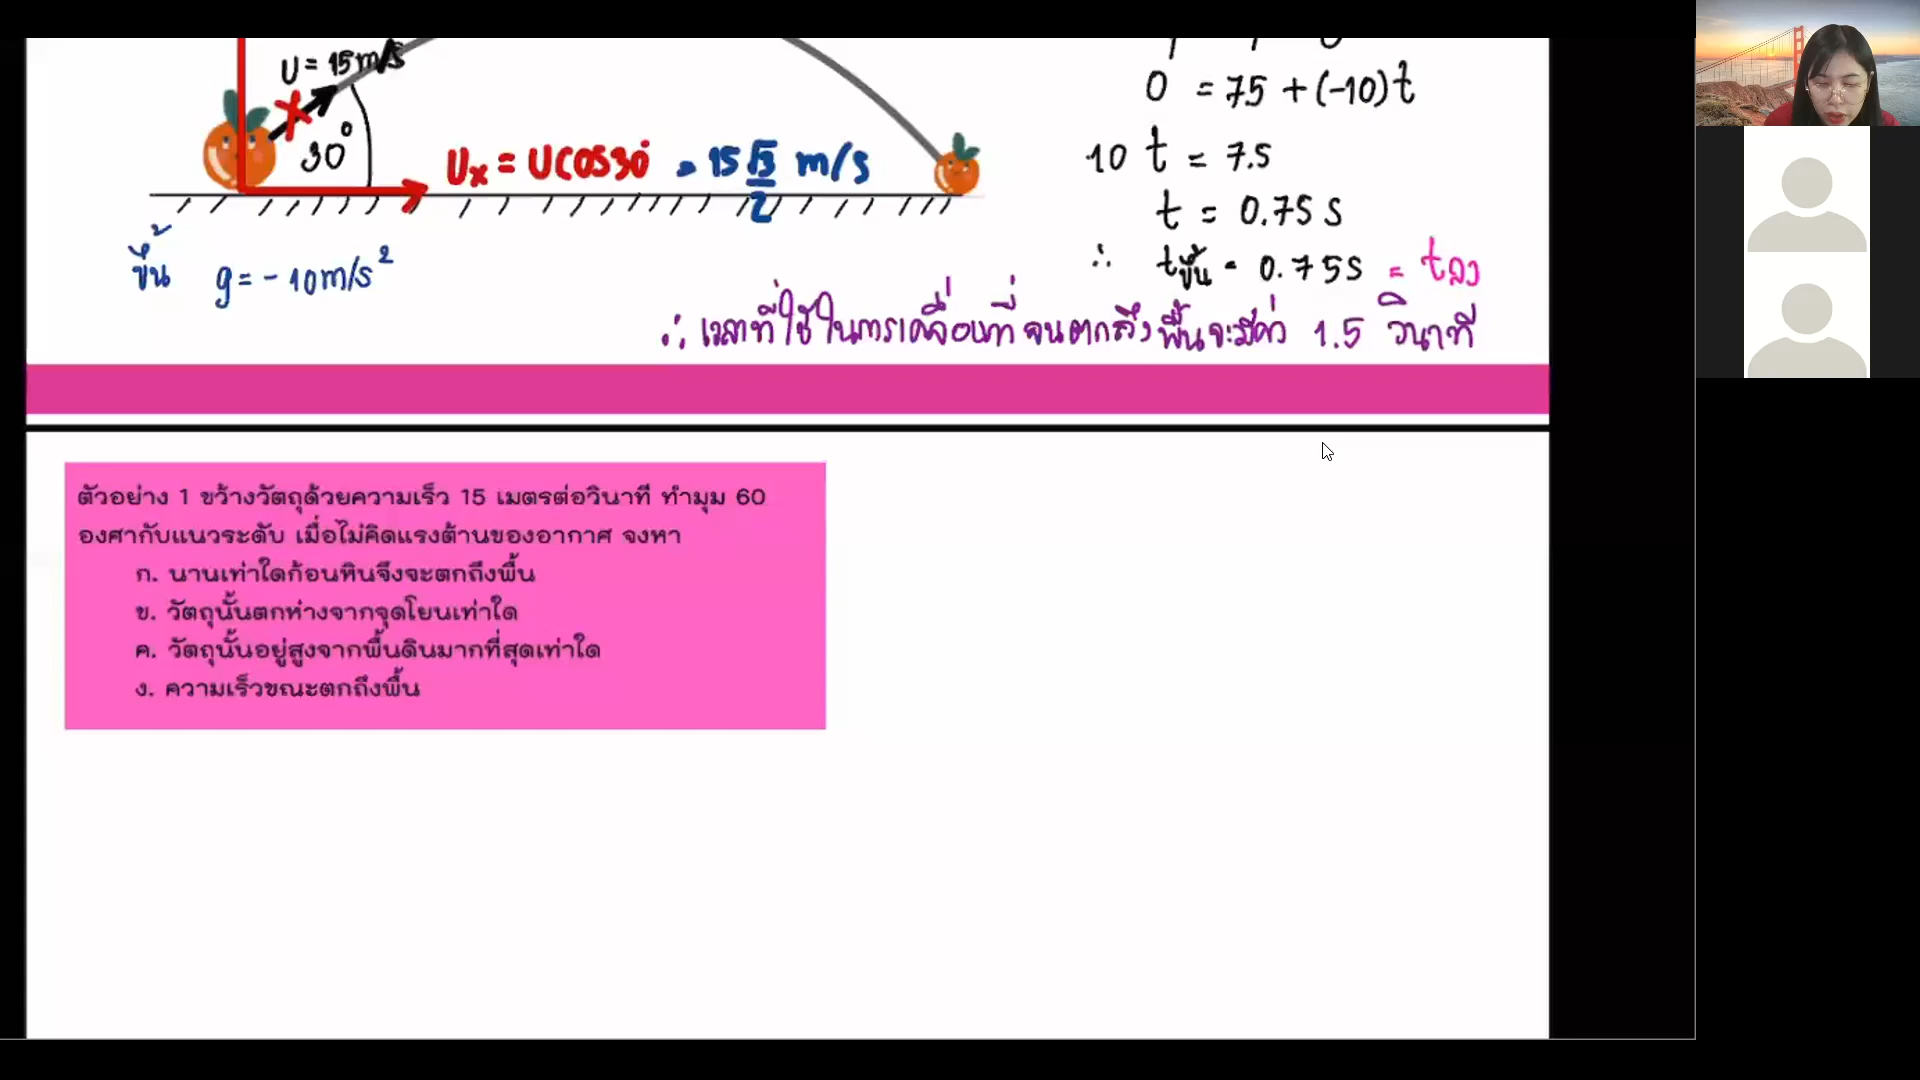 U = 15m/s
30°
Ux = Ucos30° = 15√3/2 m/s
ขึ้น g = - 10m/s²
0 = 7.5 + (-10)t
10 t = 7.5
t = 0.75 s
∴ tขึ้น = 0.75s = tลง
∴ เวลาที่ใช้ในการเคลื่อนที่จนตกถึงพื้นจะมีค่า 1.5 วินาที
ตัวอย่าง 1 ขว้างวัตถุด้วยความเร็ว 15 เมตรต่อวินาที ทำมุม 60
องศากับแนวระดับ เมื่อไม่คิดแรงต้านของอากาศ จงหา
ก. นานเท่าใดก้อนหินจึงจะตกถึงพื้น
ข. วัตถุนั้นตกห่างจากจุดโยนเท่าใด
ค. วัตถุนั้นอยู่สูงจากพื้นดินมากที่สุดเท่าใด
ง. ความเร็วขณะตกถึงพื้น